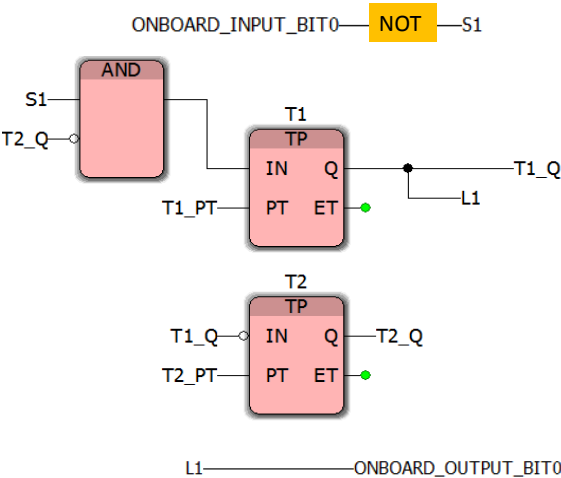 ONBOARD_INPUT_BIT0 NOT S1
AND
S1
T2_Q
T1
TP
IN Q T1_Q
L1
T1_PT PT ET
T2
TP
T1_Q IN Q T2_Q
T2_PT PT ET
L1 ONBOARD_OUTPUT_BIT0